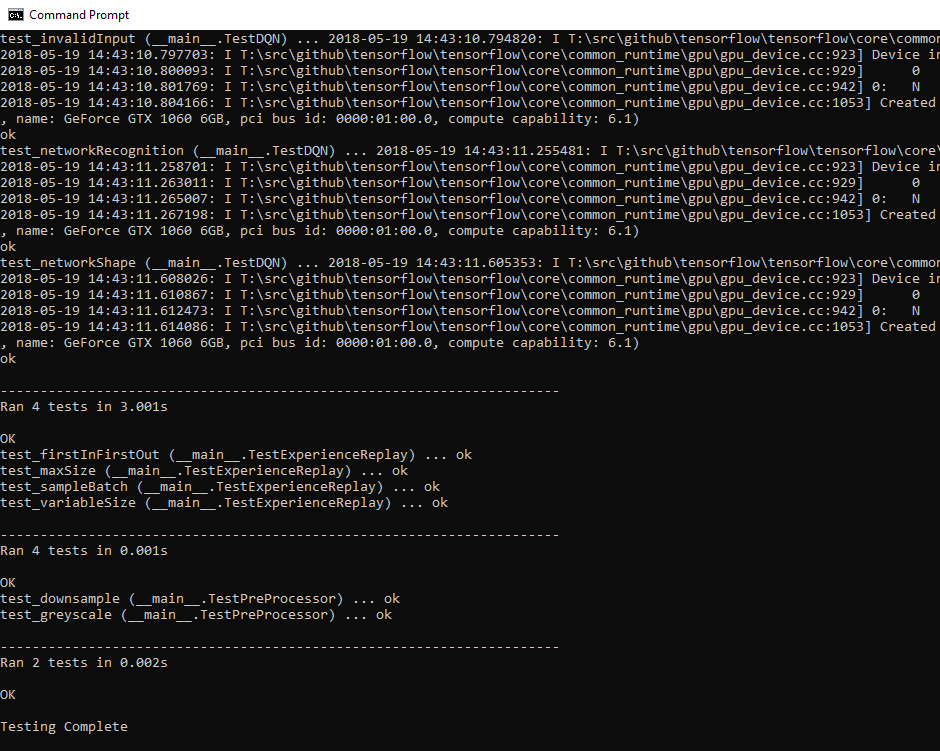 Command Prompt
test_invalidInput (__main__.TestDQN) ... 2018-05-19 14:43:10.794820: I T:\src\github\tensorflow\tensorflow\core\common
2018-05-19 14:43:10.797703: I T:\src\github\tensorflow\tensorflow\core\common_runtime\gpu\gpu_device.cc:923] Device in
2018-05-19 14:43:10.800093: I T:\src\github\tensorflow\tensorflow\core\common_runtime\gpu\gpu_device.cc:929]      0
2018-05-19 14:43:10.801769: I T:\src\github\tensorflow\tensorflow\core\common_runtime\gpu\gpu_device.cc:942] 0:   N
2018-05-19 14:43:10.804166: I T:\src\github\tensorflow\tensorflow\core\common_runtime\gpu\gpu_device.cc:1053] Created
, name: GeForce GTX 1060 6GB, pci bus id: 0000:01:00.0, compute capability: 6.1)
ok
test_networkRecognition (__main__.TestDQN) ... 2018-05-19 14:43:11.255481: I T:\src\github\tensorflow\tensorflow\core\
2018-05-19 14:43:11.258701: I T:\src\github\tensorflow\tensorflow\core\common_runtime\gpu\gpu_device.cc:923] Device in
2018-05-19 14:43:11.263011: I T:\src\github\tensorflow\tensorflow\core\common_runtime\gpu\gpu_device.cc:929]      0
2018-05-19 14:43:11.265007: I T:\src\github\tensorflow\tensorflow\core\common_runtime\gpu\gpu_device.cc:942] 0:   N
2018-05-19 14:43:11.267198: I T:\src\github\tensorflow\tensorflow\core\common_runtime\gpu\gpu_device.cc:1053] Created
, name: GeForce GTX 1060 6GB, pci bus id: 0000:01:00.0, compute capability: 6.1)
ok
test_networkShape (__main__.TestDQN) ... 2018-05-19 14:43:11.605353: I T:\src\github\tensorflow\tensorflow\core\common
2018-05-19 14:43:11.608026: I T:\src\github\tensorflow\tensorflow\core\common_runtime\gpu\gpu_device.cc:923] Device in
2018-05-19 14:43:11.610867: I T:\src\github\tensorflow\tensorflow\core\common_runtime\gpu\gpu_device.cc:929]      0
2018-05-19 14:43:11.612473: I T:\src\github\tensorflow\tensorflow\core\common_runtime\gpu\gpu_device.cc:942] 0:   N
2018-05-19 14:43:11.614086: I T:\src\github\tensorflow\tensorflow\core\common_runtime\gpu\gpu_device.cc:1053] Created
, name: GeForce GTX 1060 6GB, pci bus id: 0000:01:00.0, compute capability: 6.1)
ok
----------------------------------------------------------------------
Ran 4 tests in 3.001s
OK
test_firstInFirstOut (__main__.TestExperienceReplay) ... ok
test_maxSize (__main__.TestExperienceReplay) ... ok
test_sampleBatch (__main__.TestExperienceReplay) ... ok
test_variableSize (__main__.TestExperienceReplay) ... ok
----------------------------------------------------------------------
Ran 4 tests in 0.001s
OK
test_downsample (__main__.TestPreProcessor) ... ok
test_greyscale (__main__.TestPreProcessor) ... ok
----------------------------------------------------------------------
Ran 2 tests in 0.002s
OK
Testing Complete